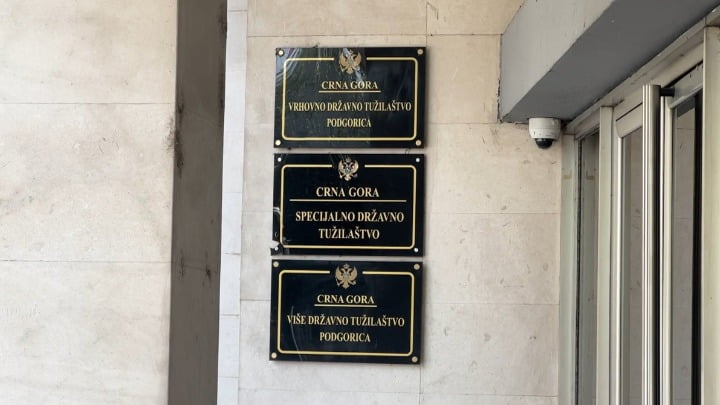 CRNA GORA
VRHOVNO DRŽAVNO TUŽILAŠTVO
PODGORICA
CRNA GORA
SPECIJALNO DRŽAVNO
TUŽILAŠTVO
CRNA GORA
VIŠE DRŽAVNO TUŽILAŠTVO
PODGORICA